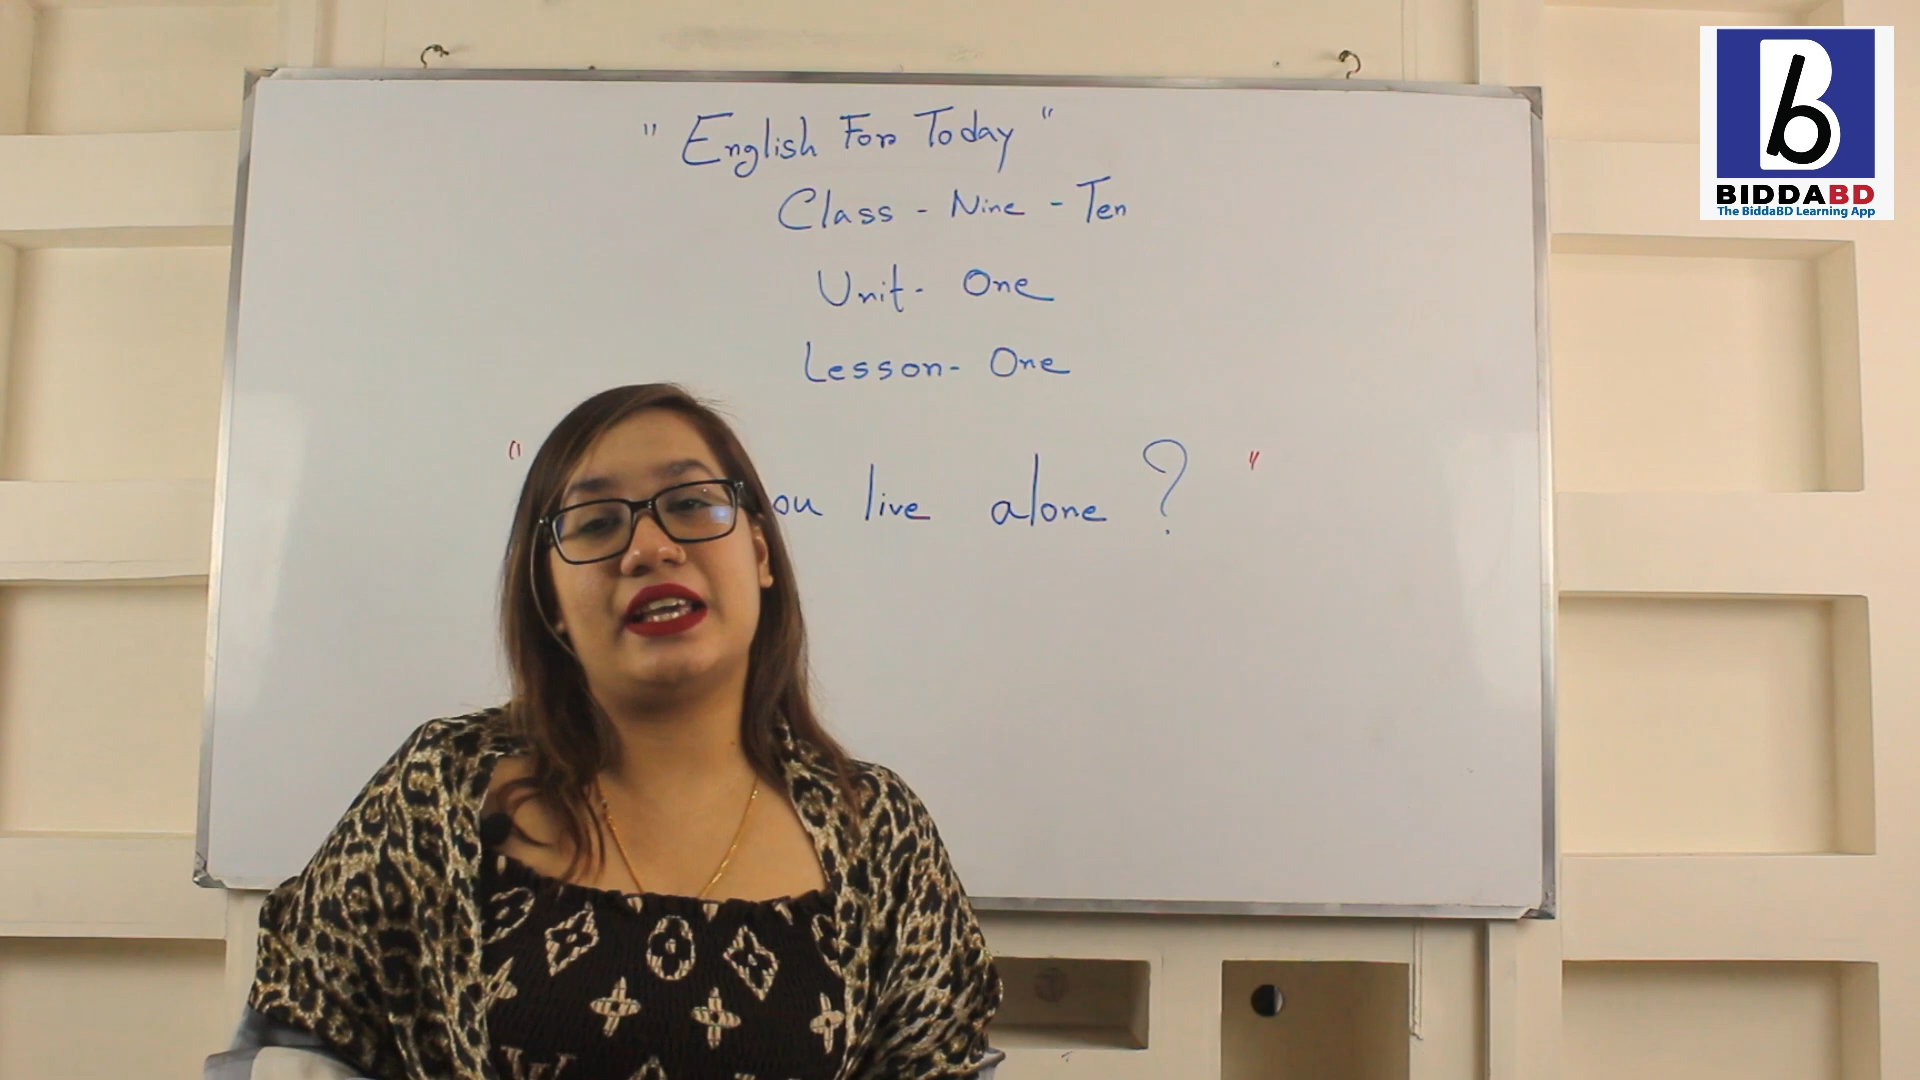 " English For Today "
Class - Nine - Ten
Unit - One
Lesson - One
" ou live alone ? "
BIDDABD
The BiddaBD Learning App